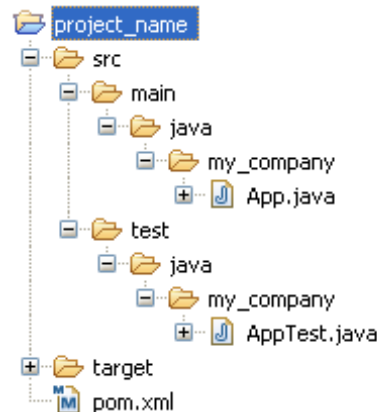 project_name
src
main
java
my_company
App.java
test
java
my_company
AppTest.java
target
pom.xml